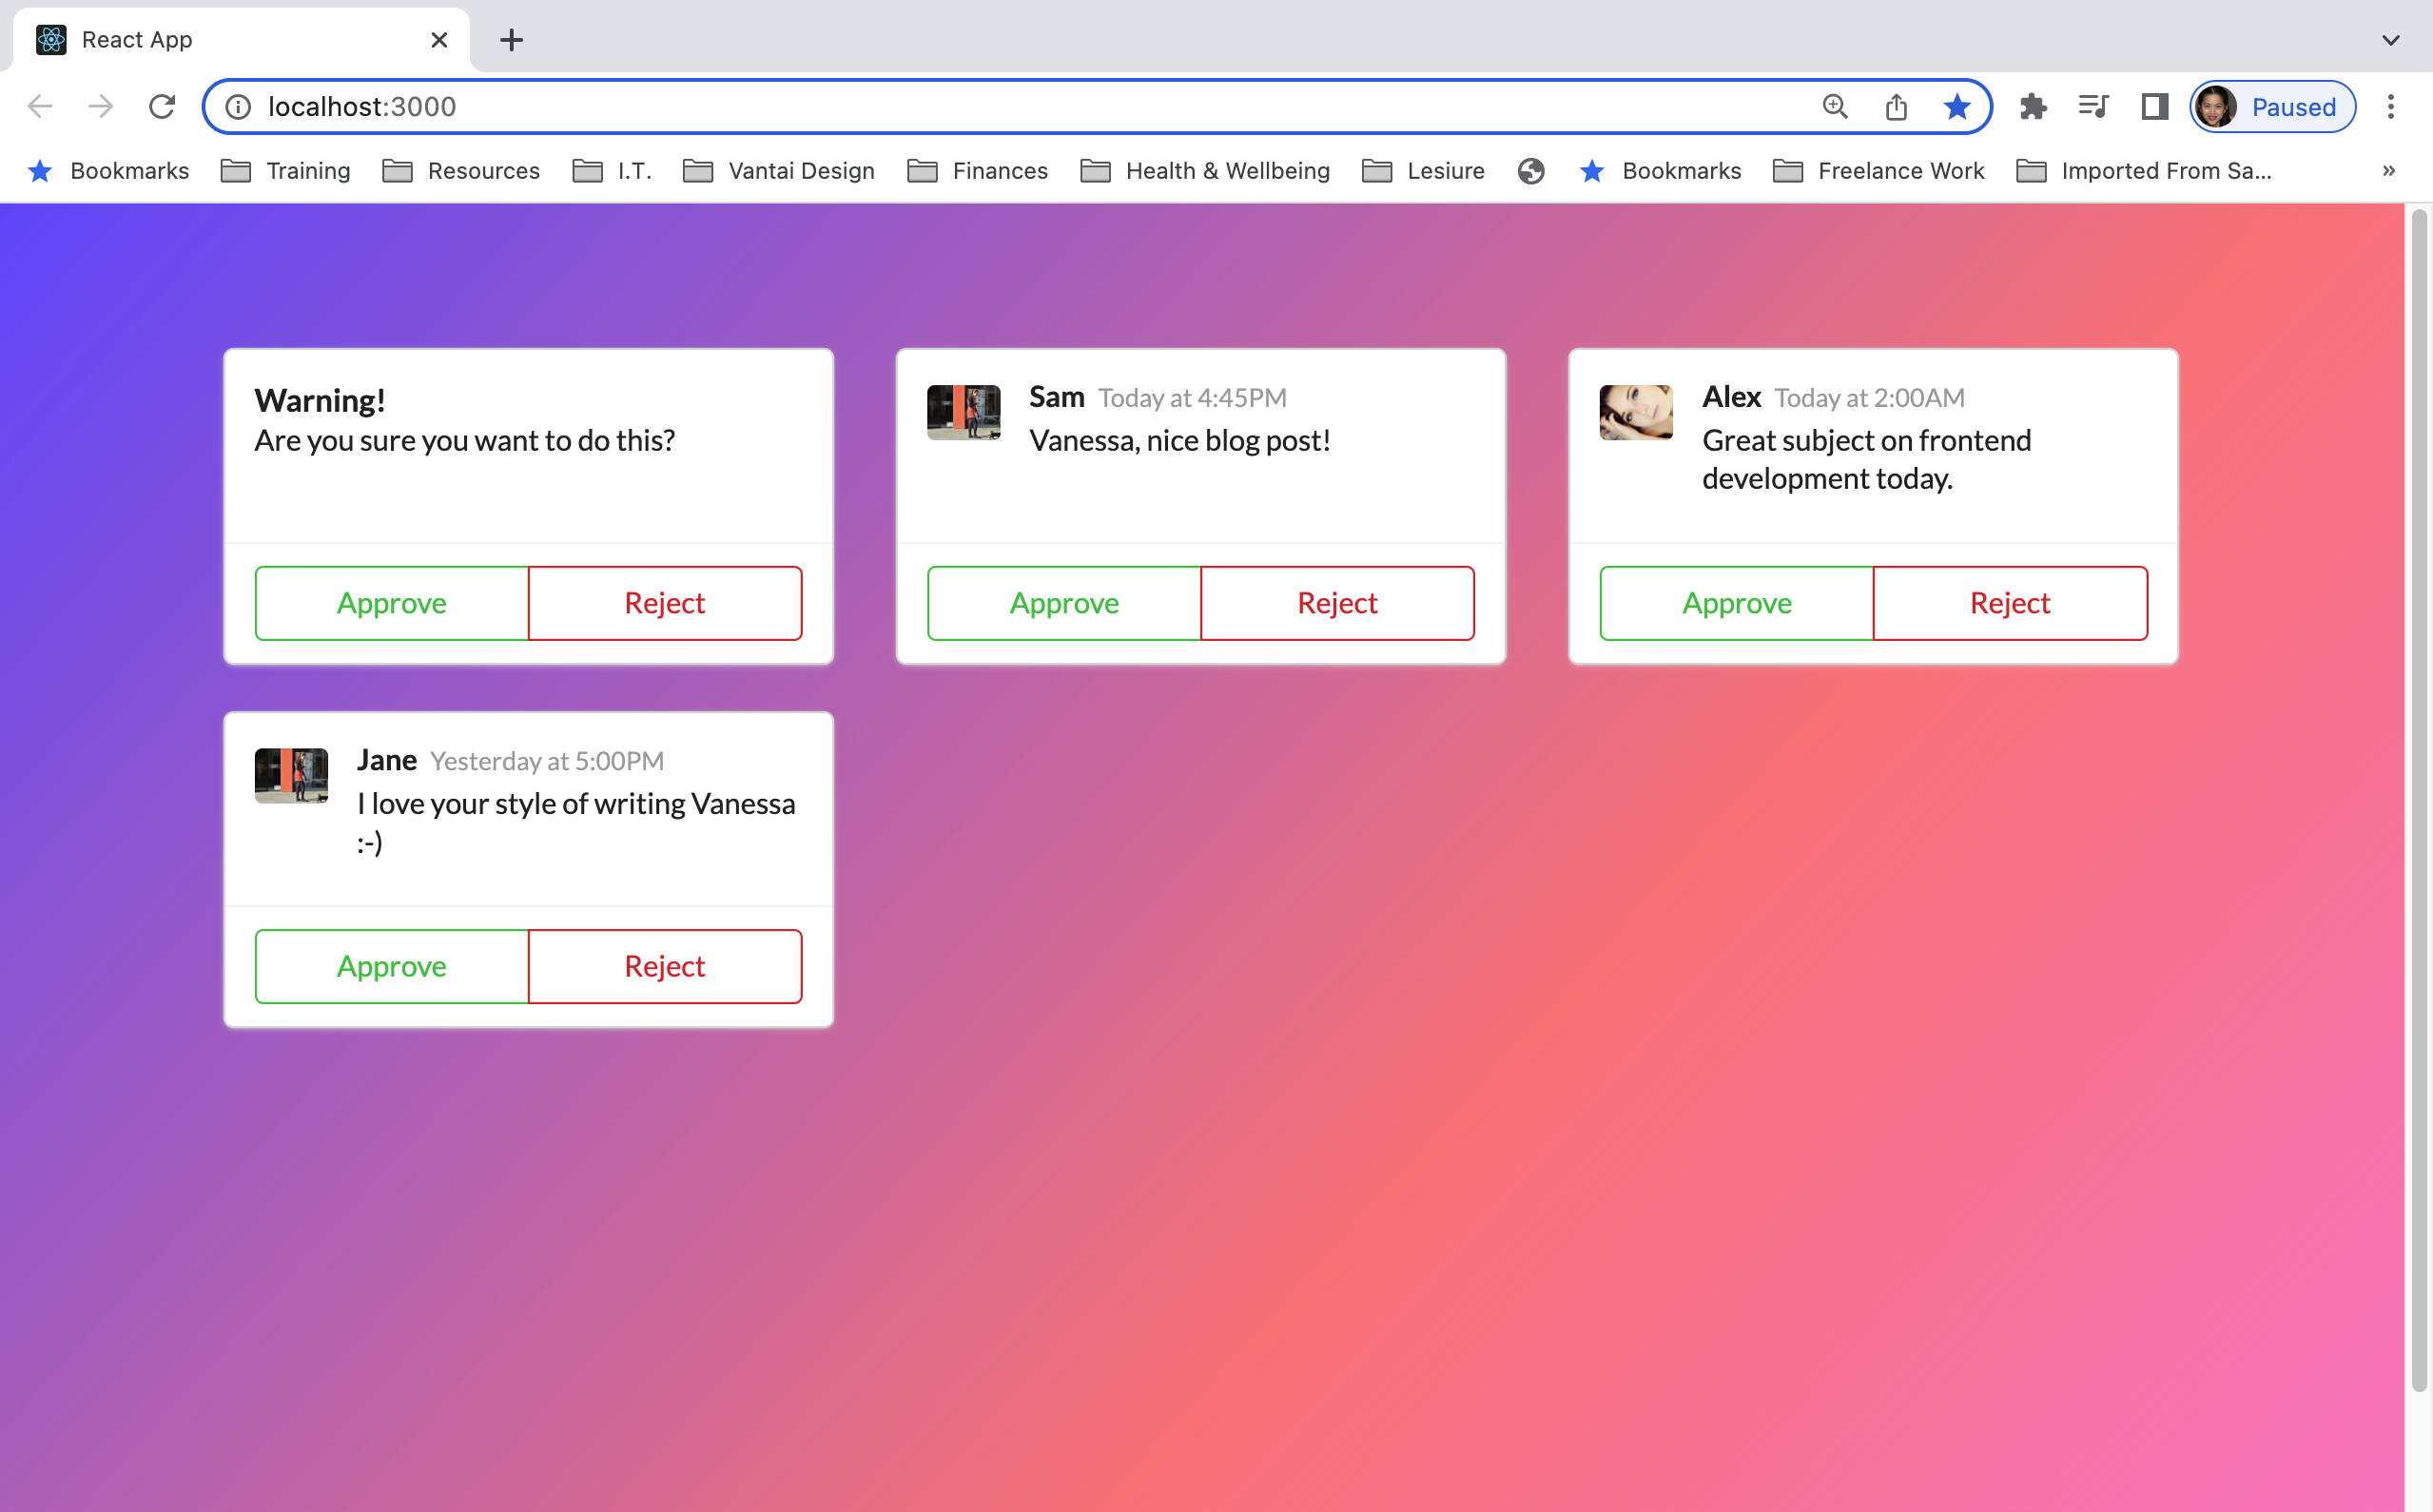 React App
localhost:3000
Paused
Bookmarks Training Resources I.T. Vantai Design Finances Health & Wellbeing Lesiure Bookmarks Freelance Work Imported From Sa... »
Warning!
Are you sure you want to do this?
Approve Reject
Sam Today at 4:45PM
Vanessa, nice blog post!
Approve Reject
Alex Today at 2:00AM
Great subject on frontend
development today.
Approve Reject
Jane Yesterday at 5:00PM
I love your style of writing Vanessa
:-)
Approve Reject